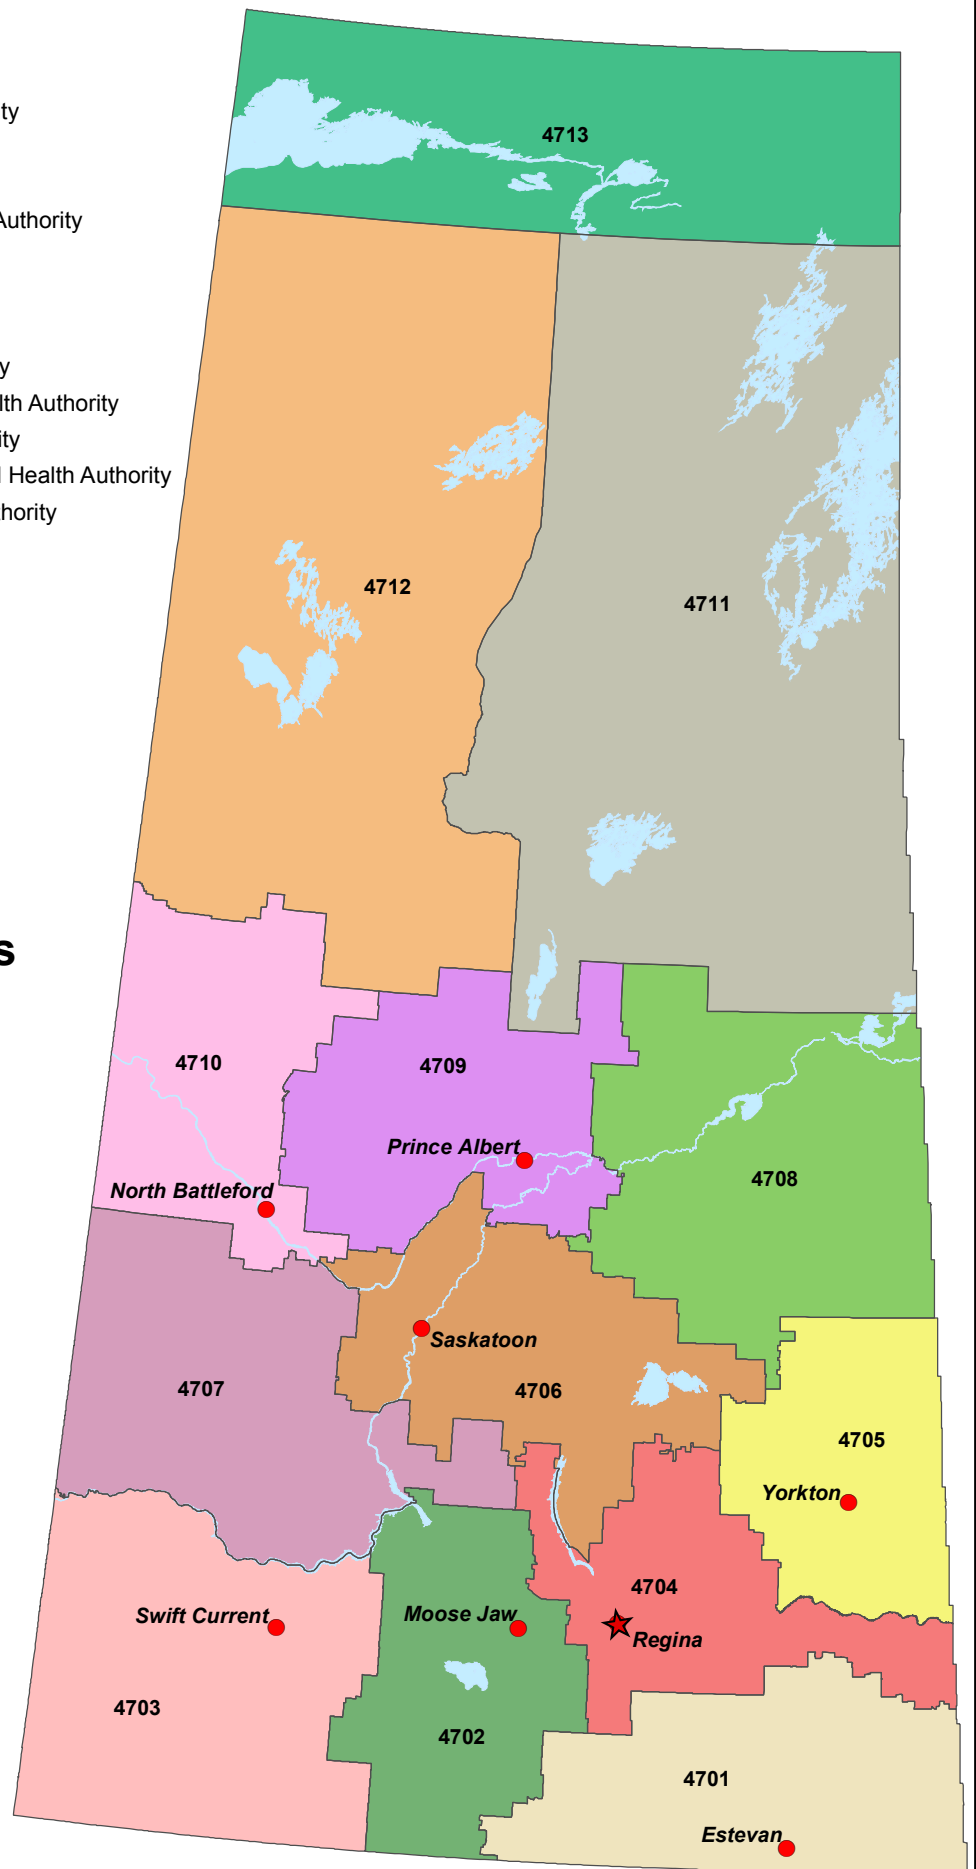 ty
Authority
y
lth Authority
ity
l Health Authority
hority
s
4713
4712
4711
4710
4709
Prince Albert
4708
North Battleford
Saskatoon
4707
4706
4705
Yorkton
4704
Swift Current
Moose Jaw
Regina
4703
4702
4701
Estevan